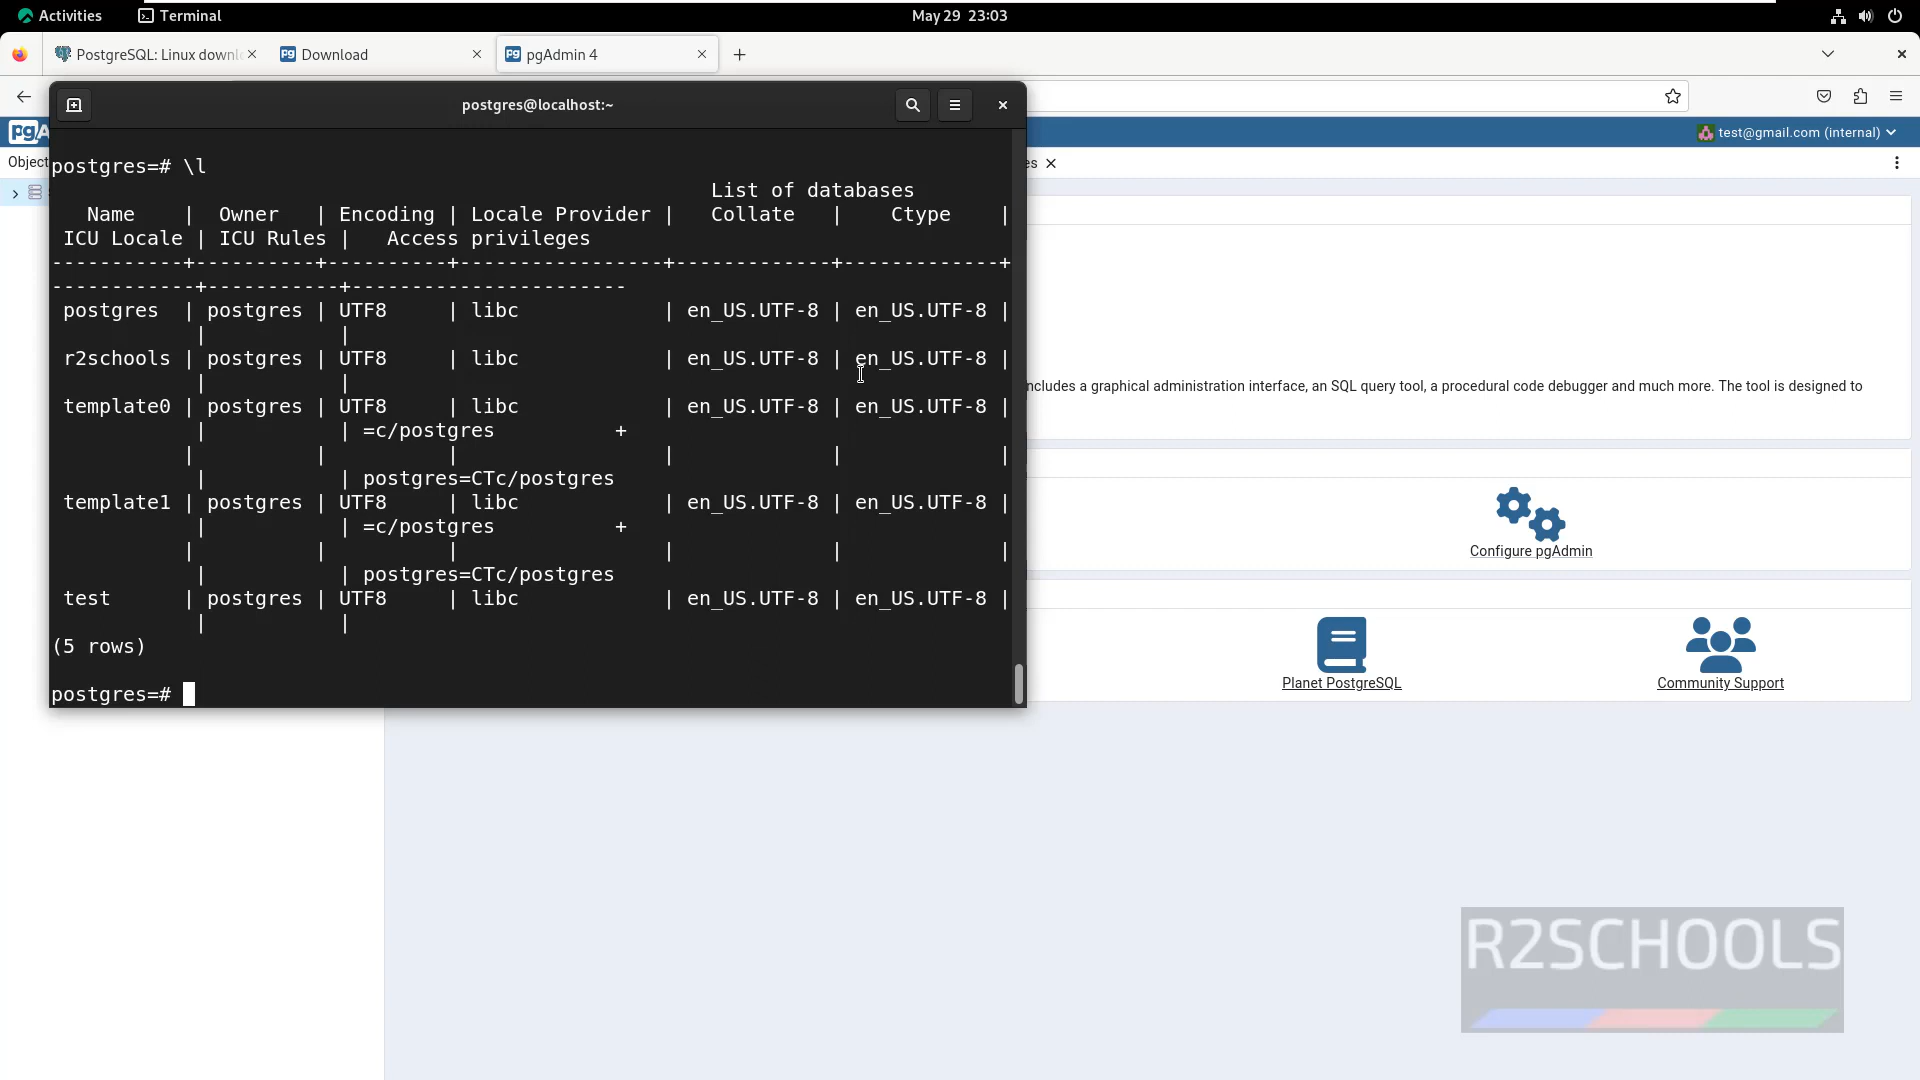 Activities
Terminal
May 29 23:03
PostgreSQL: Linux downl
Download
pgAdmin 4
postgres@localhost:~
pgA
test@gmail.com (internal)
Object
es
postgres=# \l
List of databases
Name | Owner | Encoding | Locale Provider | Collate | Ctype |
ICU Locale | ICU Rules | Access privileges
-----------+----------+----------+-----------------+-------------+-------------+
------------+-----------+-----------------------
postgres | postgres | UTF8 | libc | en_US.UTF-8 | en_US.UTF-8 |
| |
r2schools | postgres | UTF8 | libc | en_US.UTF-8 | en_US.UTF-8 |
| |
template0 | postgres | UTF8 | libc | en_US.UTF-8 | en_US.UTF-8 |
| | =c/postgres +
| | | | | |
| | postgres=CTc/postgres
template1 | postgres | UTF8 | libc | en_US.UTF-8 | en_US.UTF-8 |
| | =c/postgres +
| | | | | |
| | postgres=CTc/postgres
test | postgres | UTF8 | libc | en_US.UTF-8 | en_US.UTF-8 |
| |
(5 rows)
postgres=#
ncludes a graphical administration interface, an SQL query tool, a procedural code debugger and much more. The tool is designed to
Configure pgAdmin
Planet PostgreSQL
Community Support
R2SCHOOLS